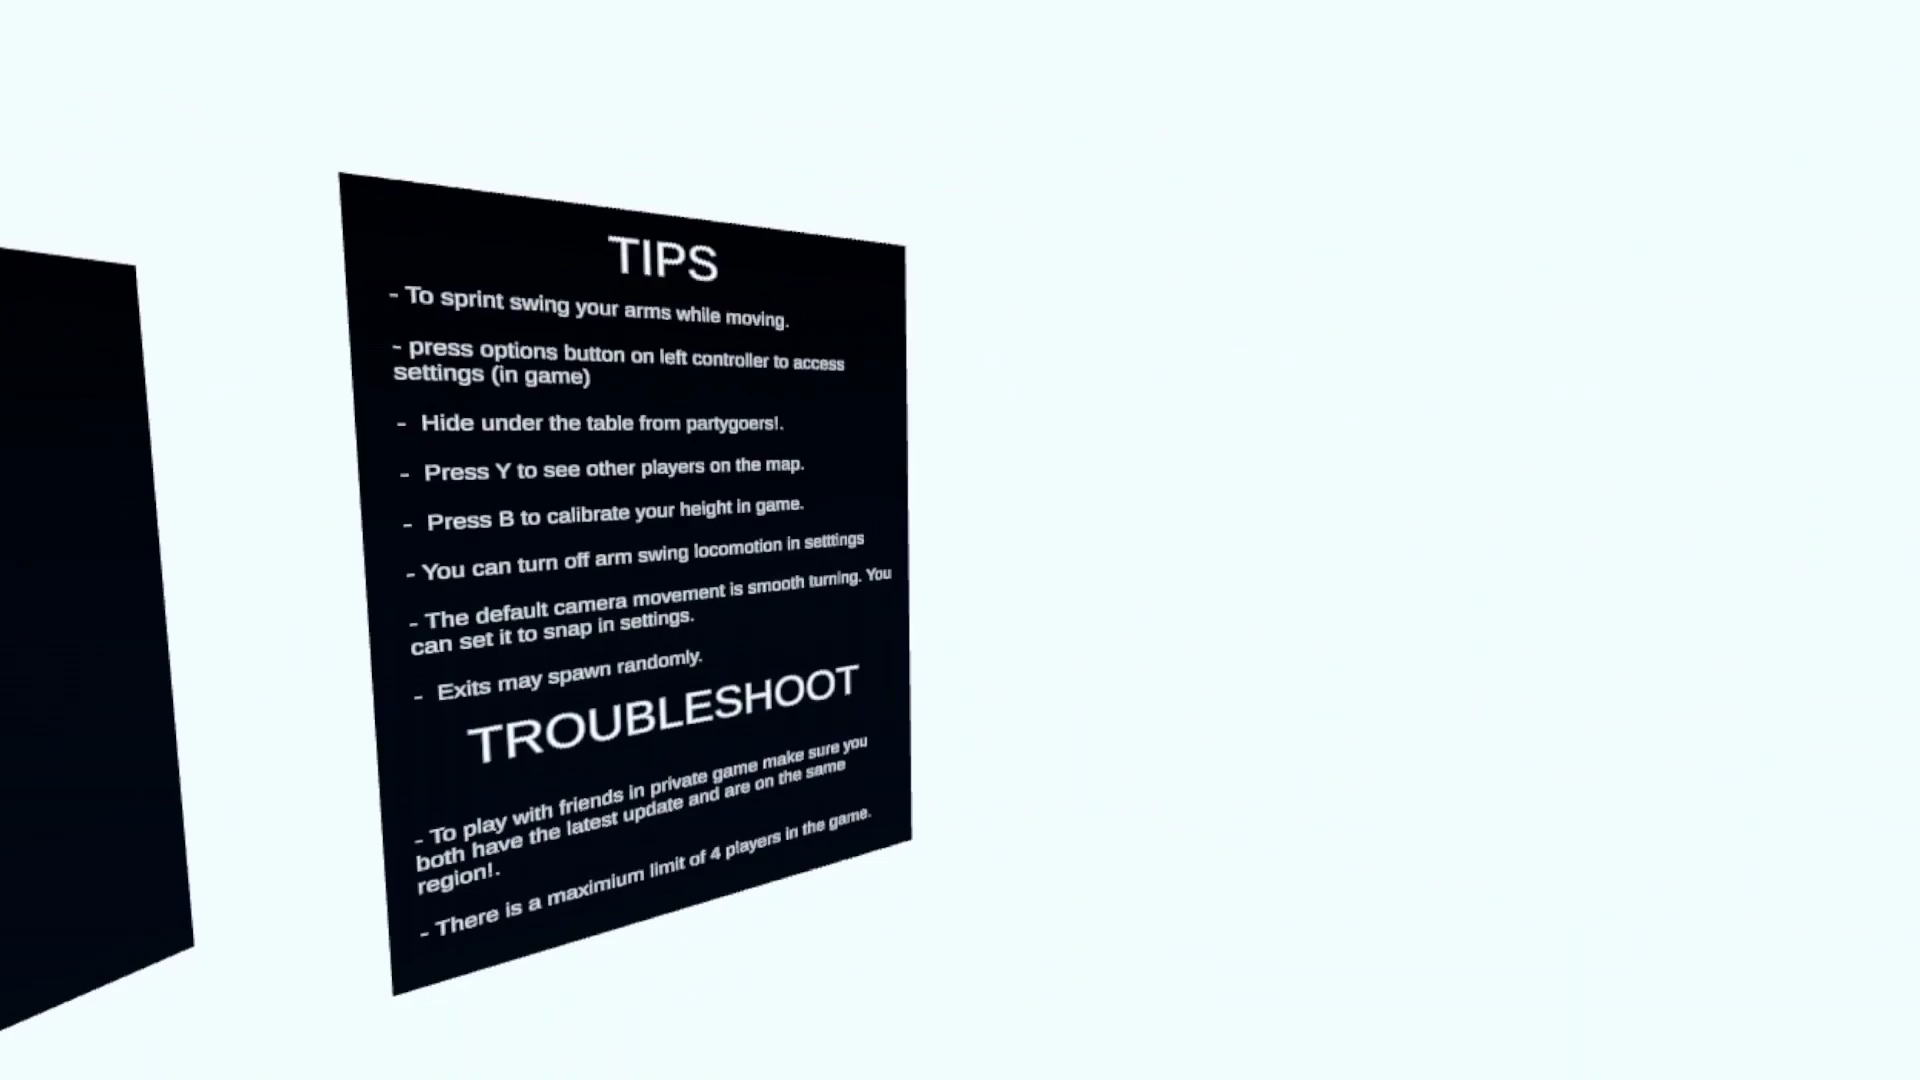 TIPS
- To sprint swing your arms while moving.
- press options button on left controller to access
settings (in game)
- Hide under the table from partygoers!.
- Press Y to see other players on the map.
- Press B to calibrate your height in game.
- You can turn off arm swing locomotion in setttings
- The default camera movement is smooth turning. You
can set it to snap in settings.
- Exits may spawn randomly.
TROUBLESHOOT
- To play with friends in private game make sure you
both have the latest update and are on the same
region!.
- There is a maximium limit of 4 players in the game.